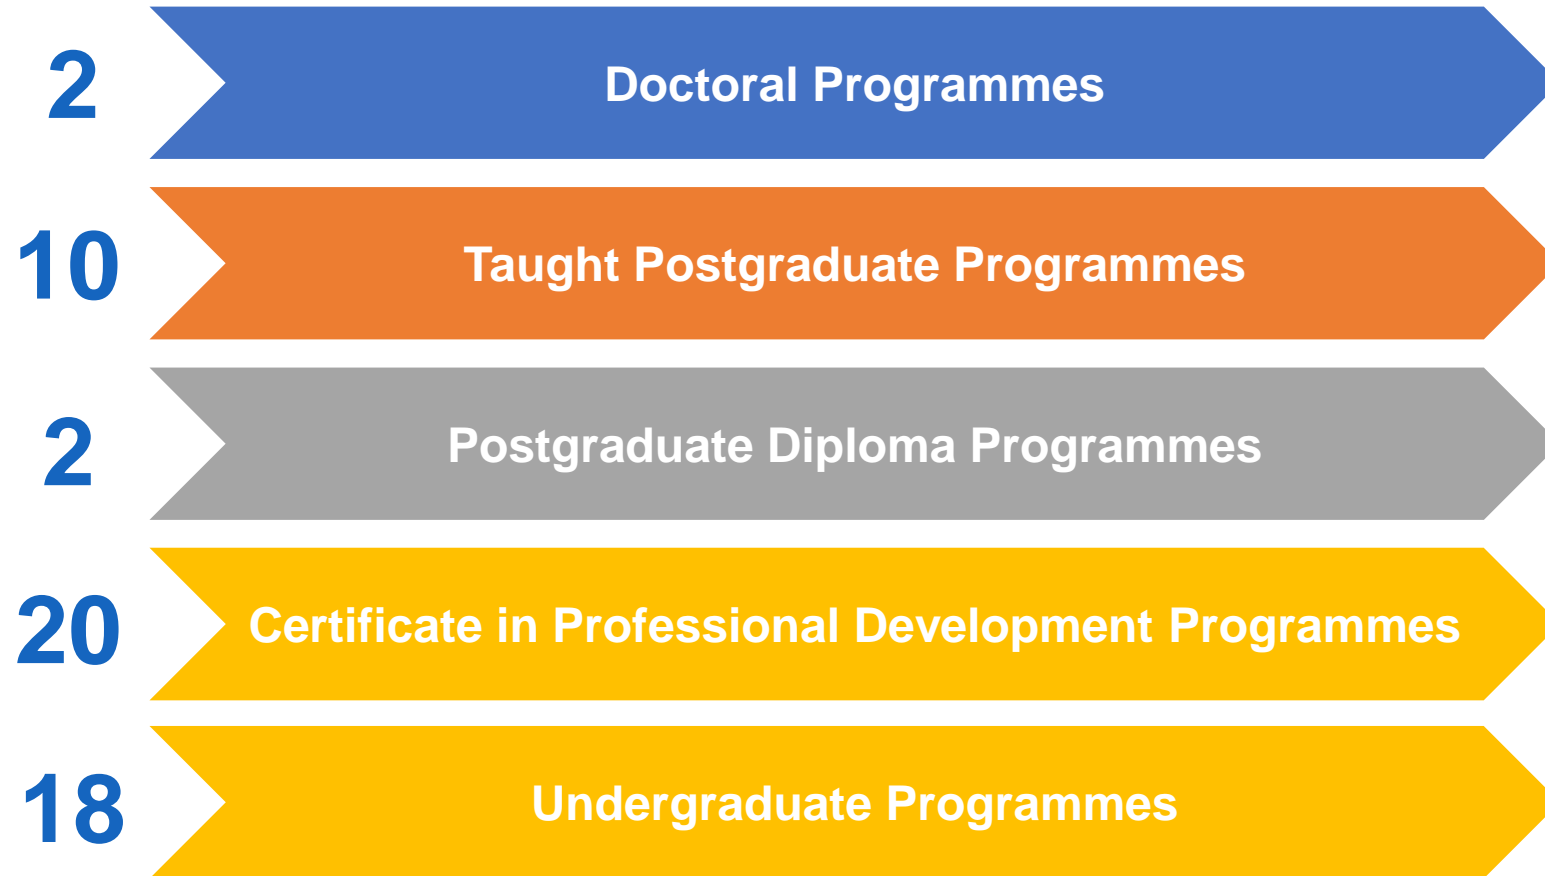 2
Doctoral Programmes
10
Taught Postgraduate Programmes
2
Postgraduate Diploma Programmes
20
Certificate in Professional Development Programmes
18
Undergraduate Programmes